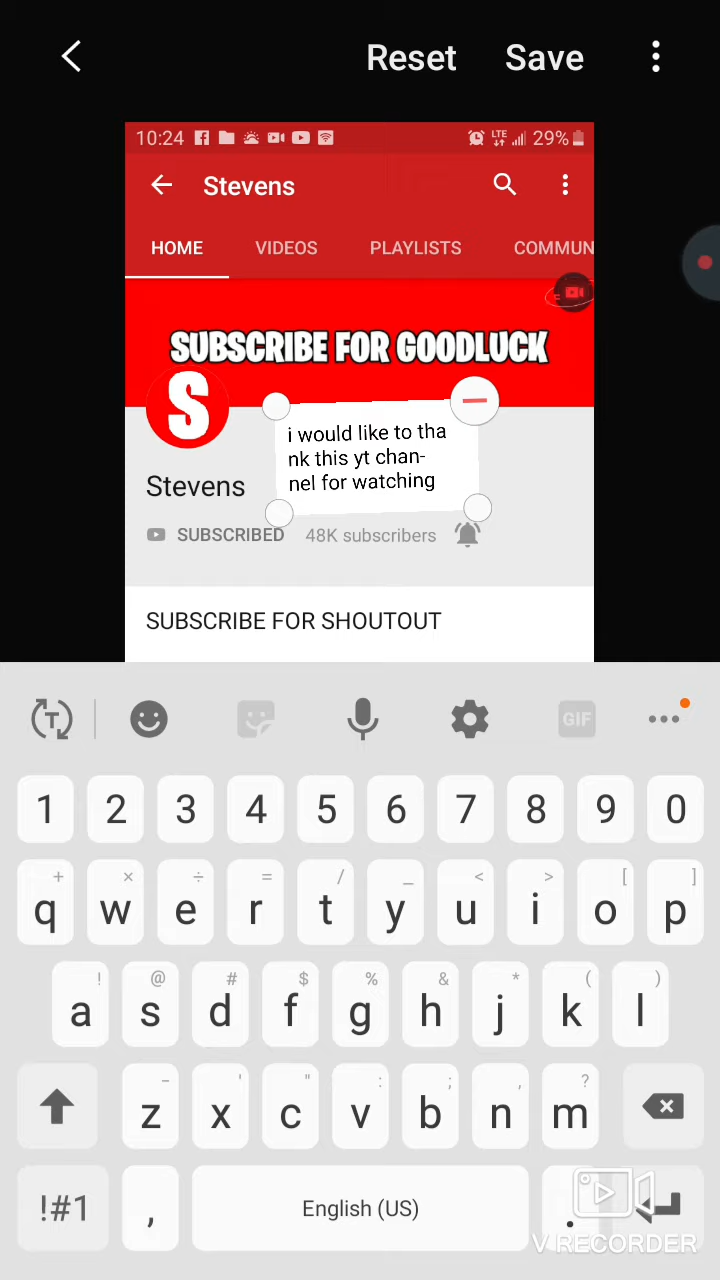 Reset Save
10:24 LTE 29%
Stevens
HOME VIDEOS PLAYLISTS COMMUN
SUBSCRIBE FOR GOODLUCK
S
i would like to tha
nk this yt chan-
nel for watching
Stevens
SUBSCRIBED 48K subscribers
SUBSCRIBE FOR SHOUTOUT
T GIF
1 2 3 4 5 6 7 8 9 0
+ × ÷ = / _ < > [ ]
q w e r t y u i o p
! @ # $ % & * ( )
a s d f g h j k l
- ' " : ; , ?
z x c v b n m
!#1 , English (US) .
V RECORDER